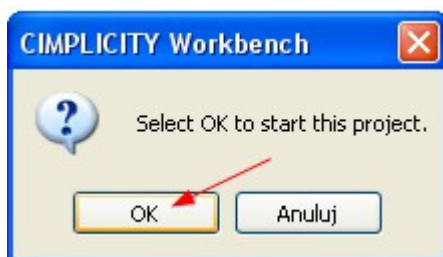 CIMPLICITY Workbench
Select OK to start this project.
OK
Anuluj